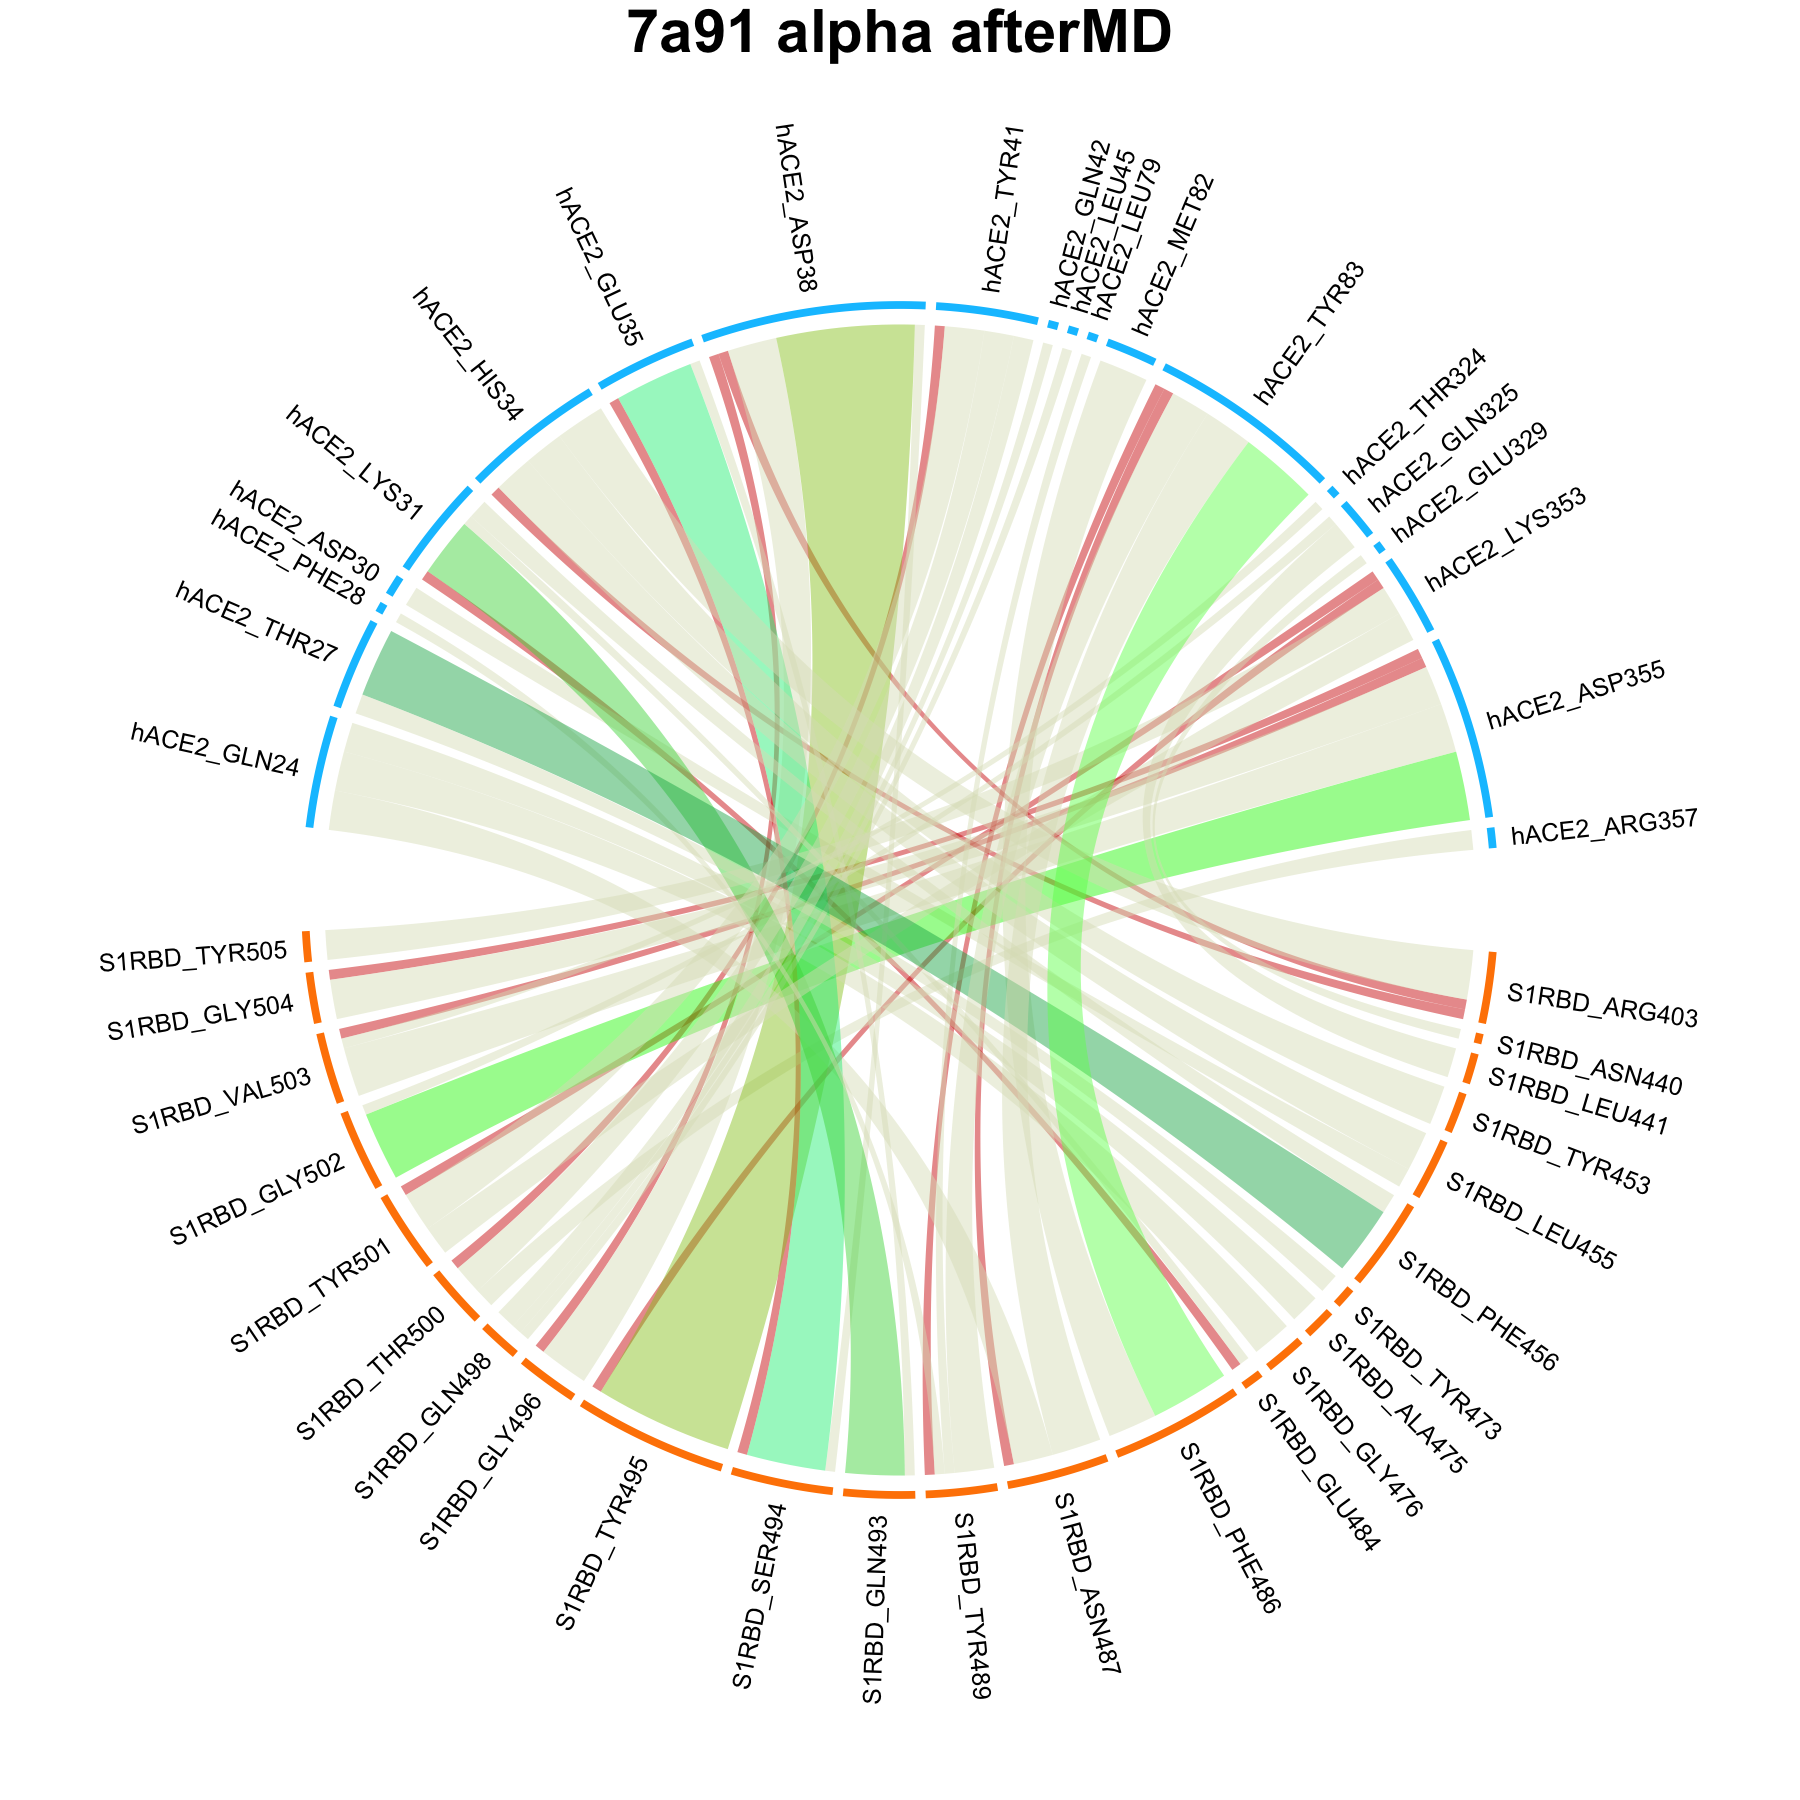 7a91 alpha afterMD
hACE2_GLN24
hACE2_THR27
hACE2_PHE28
hACE2_ASP30
hACE2_LYS31
hACE2_HIS34
hACE2_GLU35
hACE2_ASP38
hACE2_TYR41
hACE2_GLN42
hACE2_LEU45
hACE2_LEU79
hACE2_MET82
hACE2_TYR83
hACE2_THR324
hACE2_GLN325
hACE2_GLU329
hACE2_LYS353
hACE2_ASP355
hACE2_ARG357
S1RBD_ARG403
S1RBD_ASN440
S1RBD_LEU441
S1RBD_TYR453
S1RBD_LEU455
S1RBD_PHE456
S1RBD_TYR473
S1RBD_ALA475
S1RBD_GLY476
S1RBD_GLU484
S1RBD_PHE486
S1RBD_ASN487
S1RBD_TYR489
S1RBD_GLN493
S1RBD_SER494
S1RBD_TYR495
S1RBD_GLY496
S1RBD_GLN498
S1RBD_THR500
S1RBD_TYR501
S1RBD_GLY502
S1RBD_VAL503
S1RBD_GLY504
S1RBD_TYR505